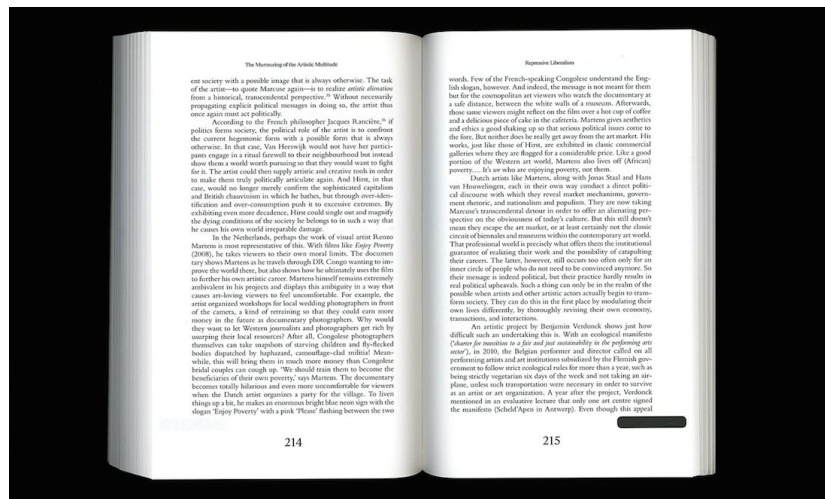 The Murmuring of the Artistic Multitude
ent society with a possible image that is always otherwise. The task
of the artist—to quote Marcuse again—is to realize artistic alienation
from a historical, transcendental perspective. Without necessarily
propagating explicit political messages in doing so, the artist thus
once again must act politically.
According to the French philosopher Jacques Rancière, if
politics forms society, the political role of the artist is to confront
the current hegemonic form with a possible form that is always
otherwise. In that case, Van Heeswijk would not have her partici-
pants engage in a ritual farewell to their neighbourhood but instead
show them a world worth pursuing so that they would want to fight
for it. The artist could then supply artistic and creative tools in order
to make them truly politically articulate again. And Hirst, in that
case, would no longer merely confirm the sophisticated capitalism
and British chauvinism in which he bathes, but through over-iden-
tification and over-consumption push it to excessive extremes. By
exhibiting even more decadence, Hirst could single out and magnify
the dying conditions of the society he belongs to in such a way that
he causes his own world irreparable damage.
In the Netherlands, perhaps the work of visual artist Renzo
Martens is most representative of this. With films like Enjoy Poverty
(2008), he takes viewers to their own moral limits. The documen
tary shows Martens as he travels through DR Congo wanting to im-
prove the world there, but also shows how he ultimately uses the film
to further his own artistic career. Martens himself remains extremely
ambivalent in his projects and displays this ambiguity in a way that
causes art-loving viewers to feel uncomfortable. For example, the
artist organized workshops for local wedding photographers in front
of the camera, a kind of retraining so that they could earn more
money in the future as documentary photographers. Why would
they want to let Western journalists and photographers get rich by
usurping their local resources? After all, Congolese photographers
themselves can take snapshots of starving children and fly-flecked
bodies dispatched by haphazard, camouflage-clad militia! Mean-
while, this will bring them in much more money than Congolese
bridal couples can cough up. ‘We should train them to become the
beneficiaries of their own poverty,’ says Martens. The documentary
becomes totally hilarious and even more uncomfortable for viewers
when the Dutch artist organizes a party for the village. To liven
things up a bit, he makes an enormous bright blue neon sign with the
slogan ‘Enjoy Poverty’ with a pink ‘Please’ flashing between the two
214
Repressive Liberalism
words. Few of the French-speaking Congolese understand the Eng-
lish slogan, however. And indeed, the message is not meant for them
but for the cosmopolitan art viewers who watch the documentary at
a safe distance, between the white walls of a museum. Afterwards,
those same viewers might reflect on the film over a hot cup of coffee
and a delicious piece of cake in the cafeteria. Martens gives aesthetics
and ethics a good shaking up so that serious political issues come to
the fore. But neither does he really get away from the art market. His
works, just like those of Hirst, are exhibited in classic commercial
galleries where they are flogged for a considerable price. Like a good
portion of the Western art world, Martens also lives off (African)
poverty.... It's we who are enjoying poverty, not them.
Dutch artists like Martens, along with Jonas Staal and Hans
van Houwelingen, each in their own way conduct a direct politi-
cal discourse with which they reveal market mechanisms, govern-
ment rhetoric, and nationalism and populism. They are now taking
Marcuse's transcendental detour in order to offer an alienating per-
spective on the obviousness of today's culture. But this still doesn't
mean they escape the art market, or at least certainly not the classic
circuit of biennales and museums within the contemporary art world.
That professional world is precisely what offers them the institutional
guarantee of realizing their work and the possibility of catapulting
their careers. The latter, however, still occurs too often only for an
inner circle of people who do not need to be convinced anymore. So
their message is indeed political, but their practice hardly results in
real political upheavals. Such a thing can only be in the realm of the
possible when artists and other artistic actors actually begin to trans-
form society. They can do this in the first place by modulating their
own lives differently, by thoroughly revising their own economy,
transactions, and interactions.
An artistic project by Benjamin Verdonck shows just how
difficult such an undertaking this is. With an ecological manifesto
(‘charter for transition to a fair and just sustainability in the performing arts
sector’), in 2010, the Belgian performer and director called on all
performing artists and art institutions subsidized by the Flemish gov-
ernment to follow strict ecological rules for more than a year, such as
being strictly vegetarian six days of the week and not taking an air-
plane, unless such transportation were necessary in order to survive
as an artist or art organization. A year after the project, Verdonck
mentioned in an evaluative lecture that only one art centre signed
the manifesto (Scheld'Apen in Antwerp). Even though this appeal
215